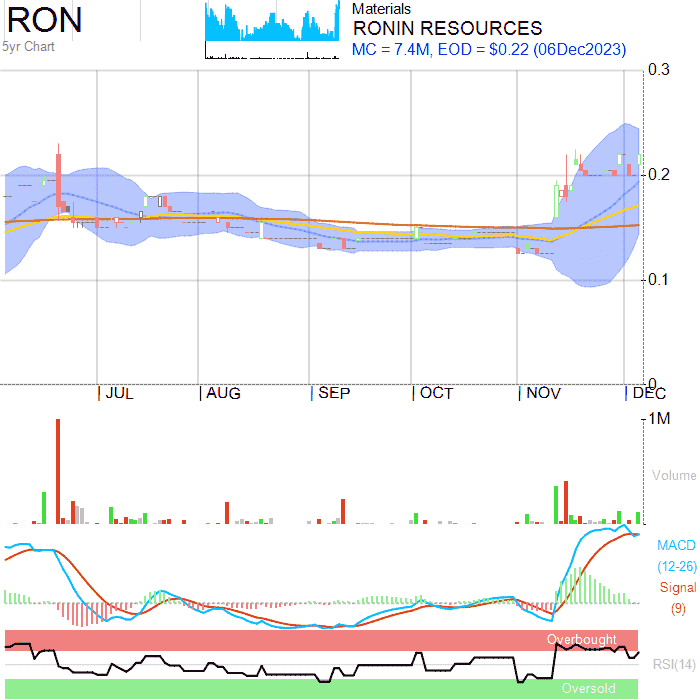 RON
5yr Chart
Materials
RONIN RESOURCES
MC = 7.4M, EOD = $0.22 (06Dec2023)
0.3
0.2
0.1
0
JUL AUG SEP OCT NOV DEC
1M
Volume
MACD
(12-26)
Signal
(9)
Overbought
RSI(14)
Oversold